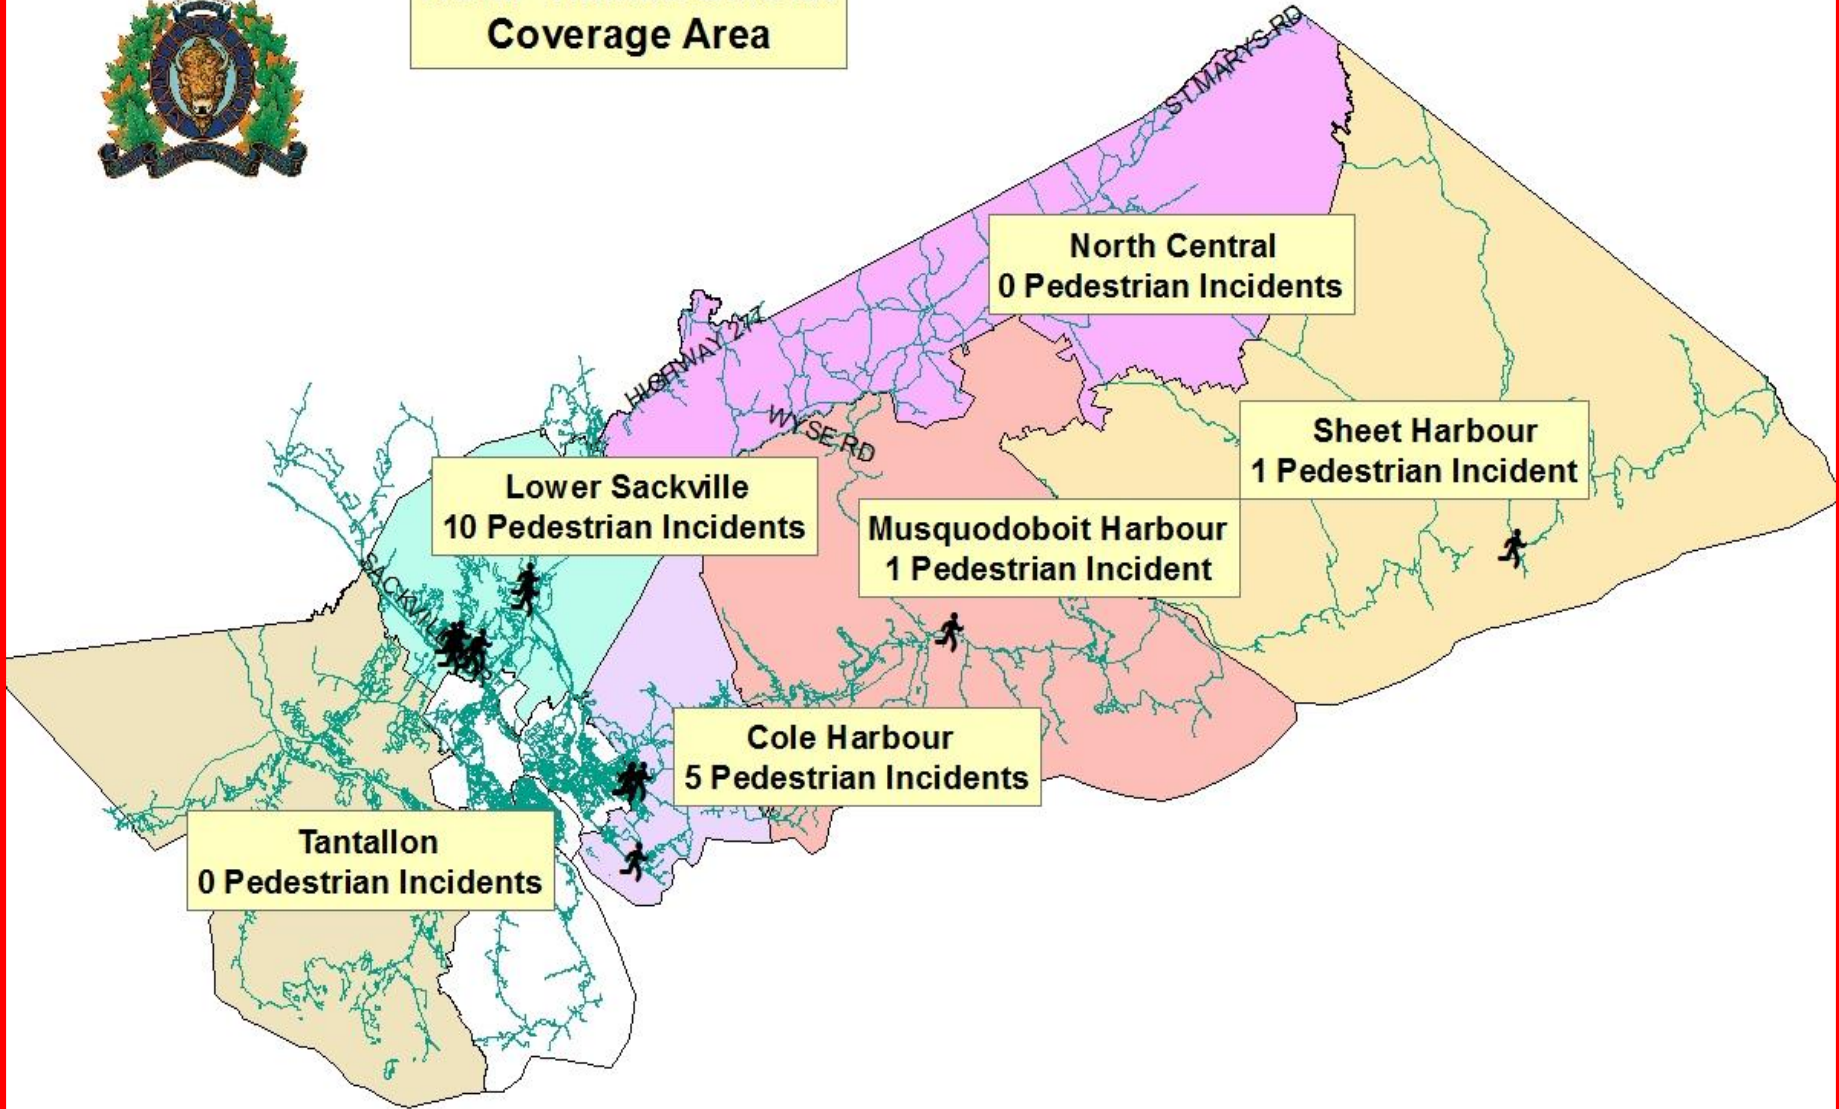 Coverage Area
ST.MARYS RD
North Central
0 Pedestrian Incidents
HIGHWAY 277
WYSE RD
Sheet Harbour
1 Pedestrian Incident
Lower Sackville
10 Pedestrian Incidents
Musquodoboit Harbour
1 Pedestrian Incident
Cole Harbour
5 Pedestrian Incidents
Tantallon
0 Pedestrian Incidents